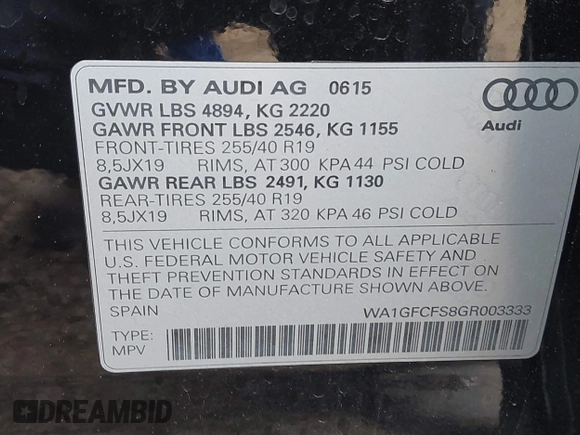 MFD. BY AUDI AG 0615
GVWR LBS 4894, KG 2220
GAWR FRONT LBS 2546, KG 1155
FRONT-TIRES 255/40 R19
8,5JX19 RIMS, AT 300 KPA 44 PSI COLD
GAWR REAR LBS 2491, KG 1130
REAR-TIRES 255/40 R19
8,5JX19 RIMS, AT 320 KPA 46 PSI COLD
Audi
THIS VEHICLE CONFORMS TO ALL APPLICABLE
U.S. FEDERAL MOTOR VEHICLE SAFETY AND
THEFT PREVENTION STANDARDS IN EFFECT ON
THE DATE OF MANUFACTURE SHOWN ABOVE.
SPAIN WA1GFCFS8GR003333
TYPE:
MPV
DREAMBID